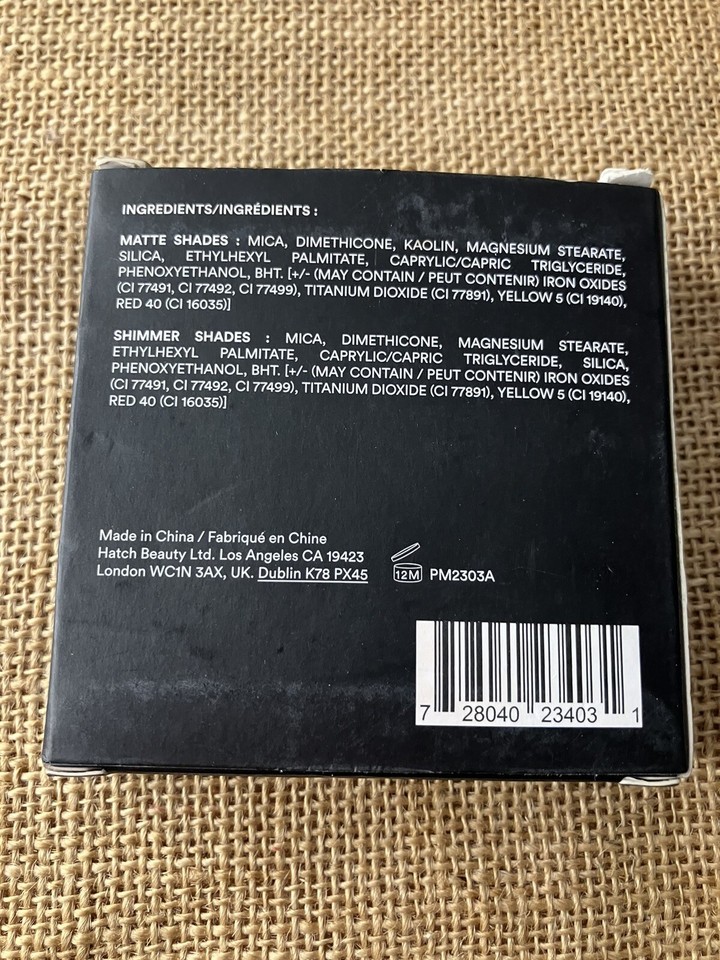 INGREDIENTS/INGRÉDIENTS :
MATTE SHADES : MICA, DIMETHICONE, KAOLIN, MAGNESIUM STEARATE,
SILICA, ETHYLHEXYL PALMITATE, CAPRYLIC/CAPRIC TRIGLYCERIDE,
PHENOXYETHANOL, BHT. [+/- (MAY CONTAIN / PEUT CONTENIR) IRON OXIDES
(CI 77491, CI 77492, CI 77499), TITANIUM DIOXIDE (CI 77891), YELLOW 5 (CI 19140),
RED 40 (CI 16035)]
SHIMMER SHADES : MICA, DIMETHICONE, MAGNESIUM STEARATE,
ETHYLHEXYL PALMITATE, CAPRYLIC/CAPRIC TRIGLYCERIDE, SILICA,
PHENOXYETHANOL, BHT. [+/- (MAY CONTAIN / PEUT CONTENIR) IRON OXIDES
(CI 77491, CI 77492, CI 77499), TITANIUM DIOXIDE (CI 77891), YELLOW 5 (CI 19140),
RED 40 (CI 16035)]
Made in China / Fabriqué en Chine
Hatch Beauty Ltd. Los Angeles CA 19423
London WC1N 3AX, UK. Dublin K78 PX45
12M PM2303A
7 28040 23403 1